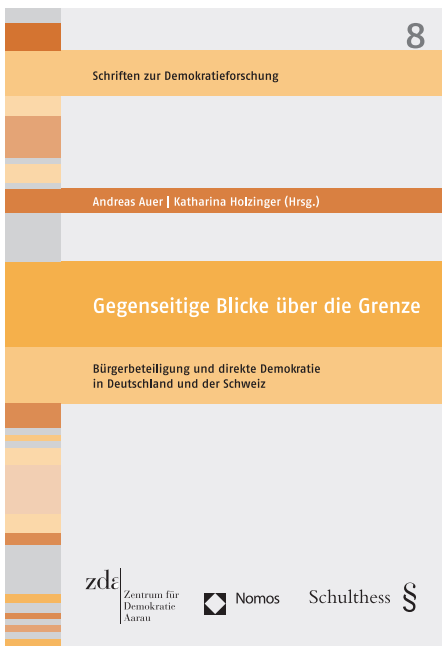 8
Schriften zur Demokratieforschung
Andreas Auer | Katharina Holzinger (Hrsg.)
Gegenseitige Blicke über die Grenze
Bürgerbeteiligung und direkte Demokratie
in Deutschland und der Schweiz
zda
Zentrum für
Demokratie
Aarau
Nomos
Schulthess §